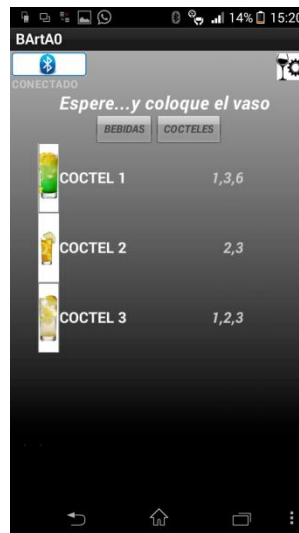 14% 15:20
BArtA0
CONECTADO
Espere...y coloque el vaso
BEBIDAS COCTELES
COCTEL 1 1,3,6
COCTEL 2 2,3
COCTEL 3 1,2,3